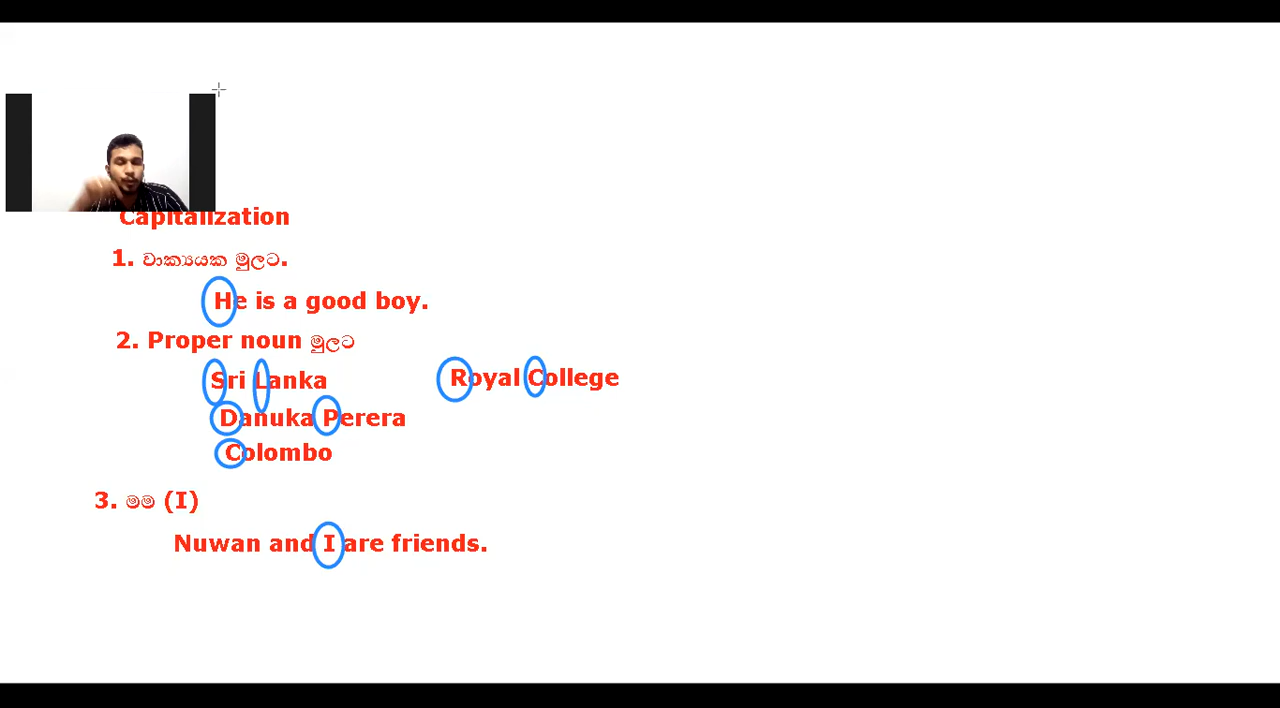 Capitalization
1. වාක්‍යයක මුලට.
He is a good boy.
2. Proper noun මුලට
Sri Lanka Royal College
Danuka Perera
Colombo
3. මම (I)
Nuwan and I are friends.